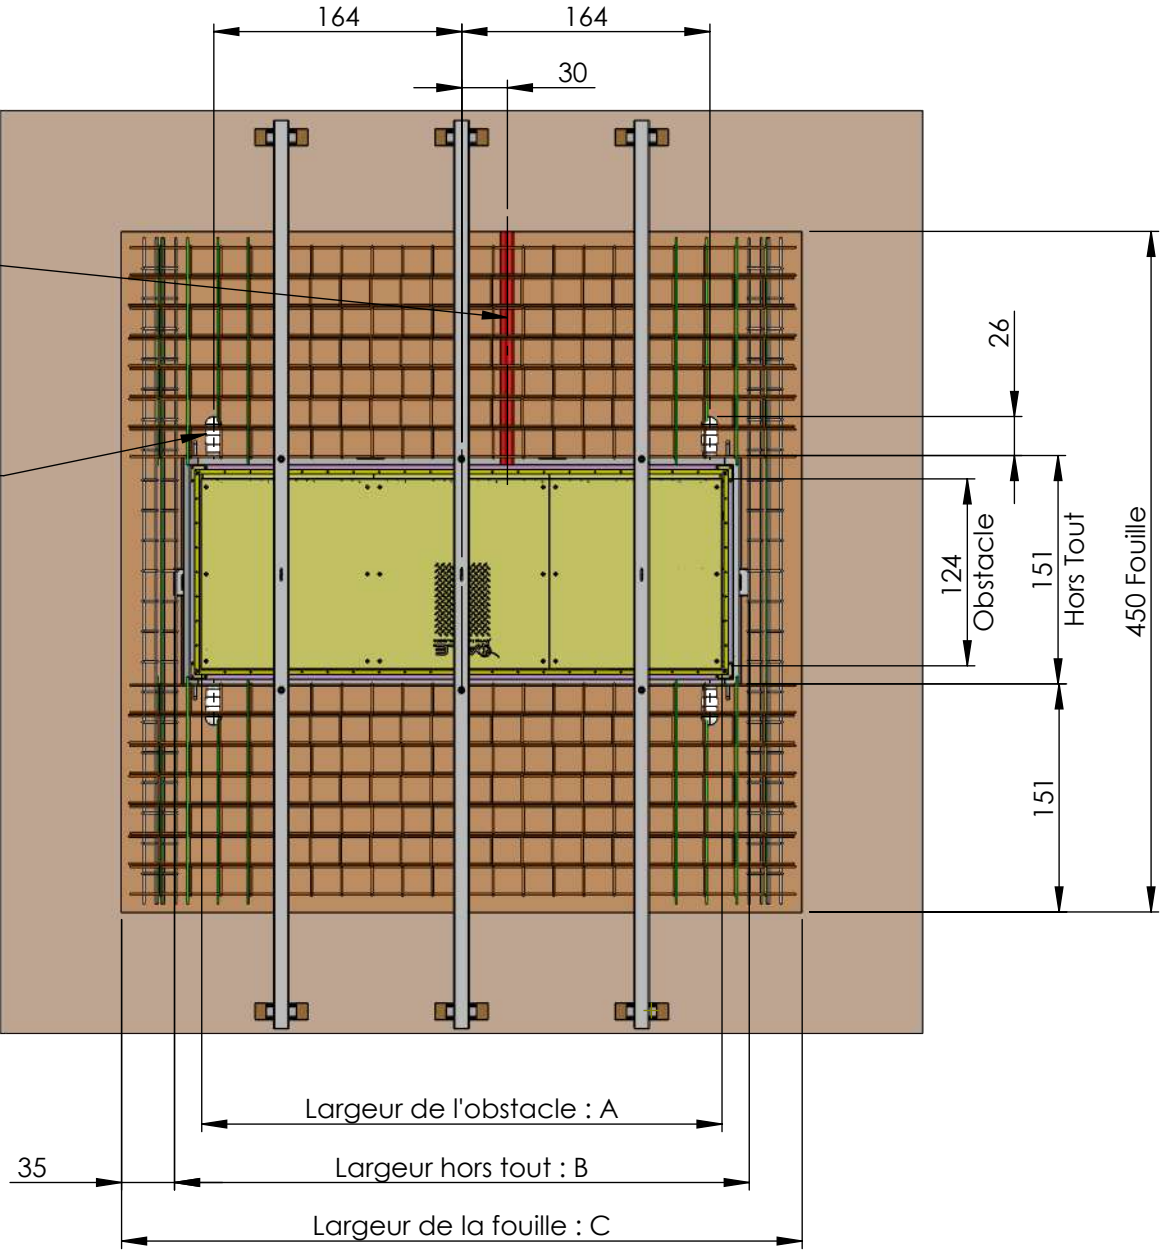 164
164
30
26
124
Obstacle
151
Hors Tout
450 Fouille
151
Largeur de l'obstacle : A
35
Largeur hors tout : B
Largeur de la fouille : C